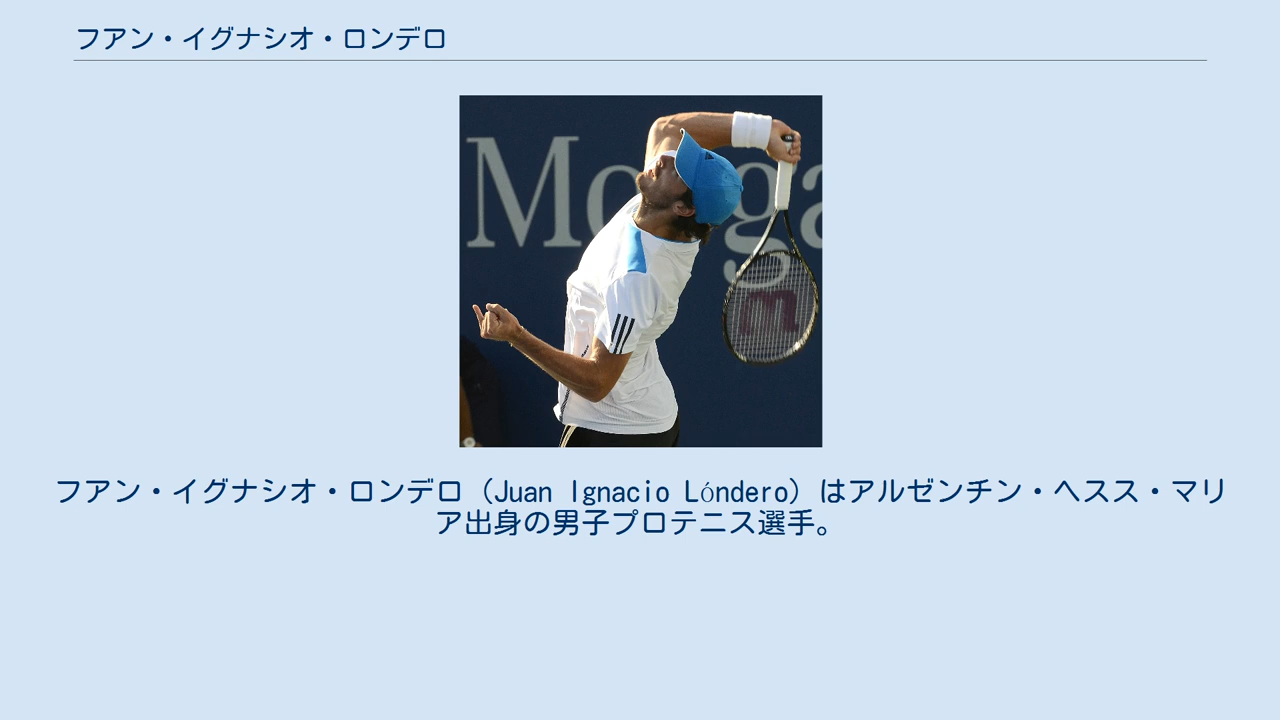 フアン・イグナシオ・ロンデロ
Morga
m
フアン・イグナシオ・ロンデロ（Juan Ignacio Lóndero）はアルゼンチン・ヘスス・マリ
ア出身の男子プロテニス選手。